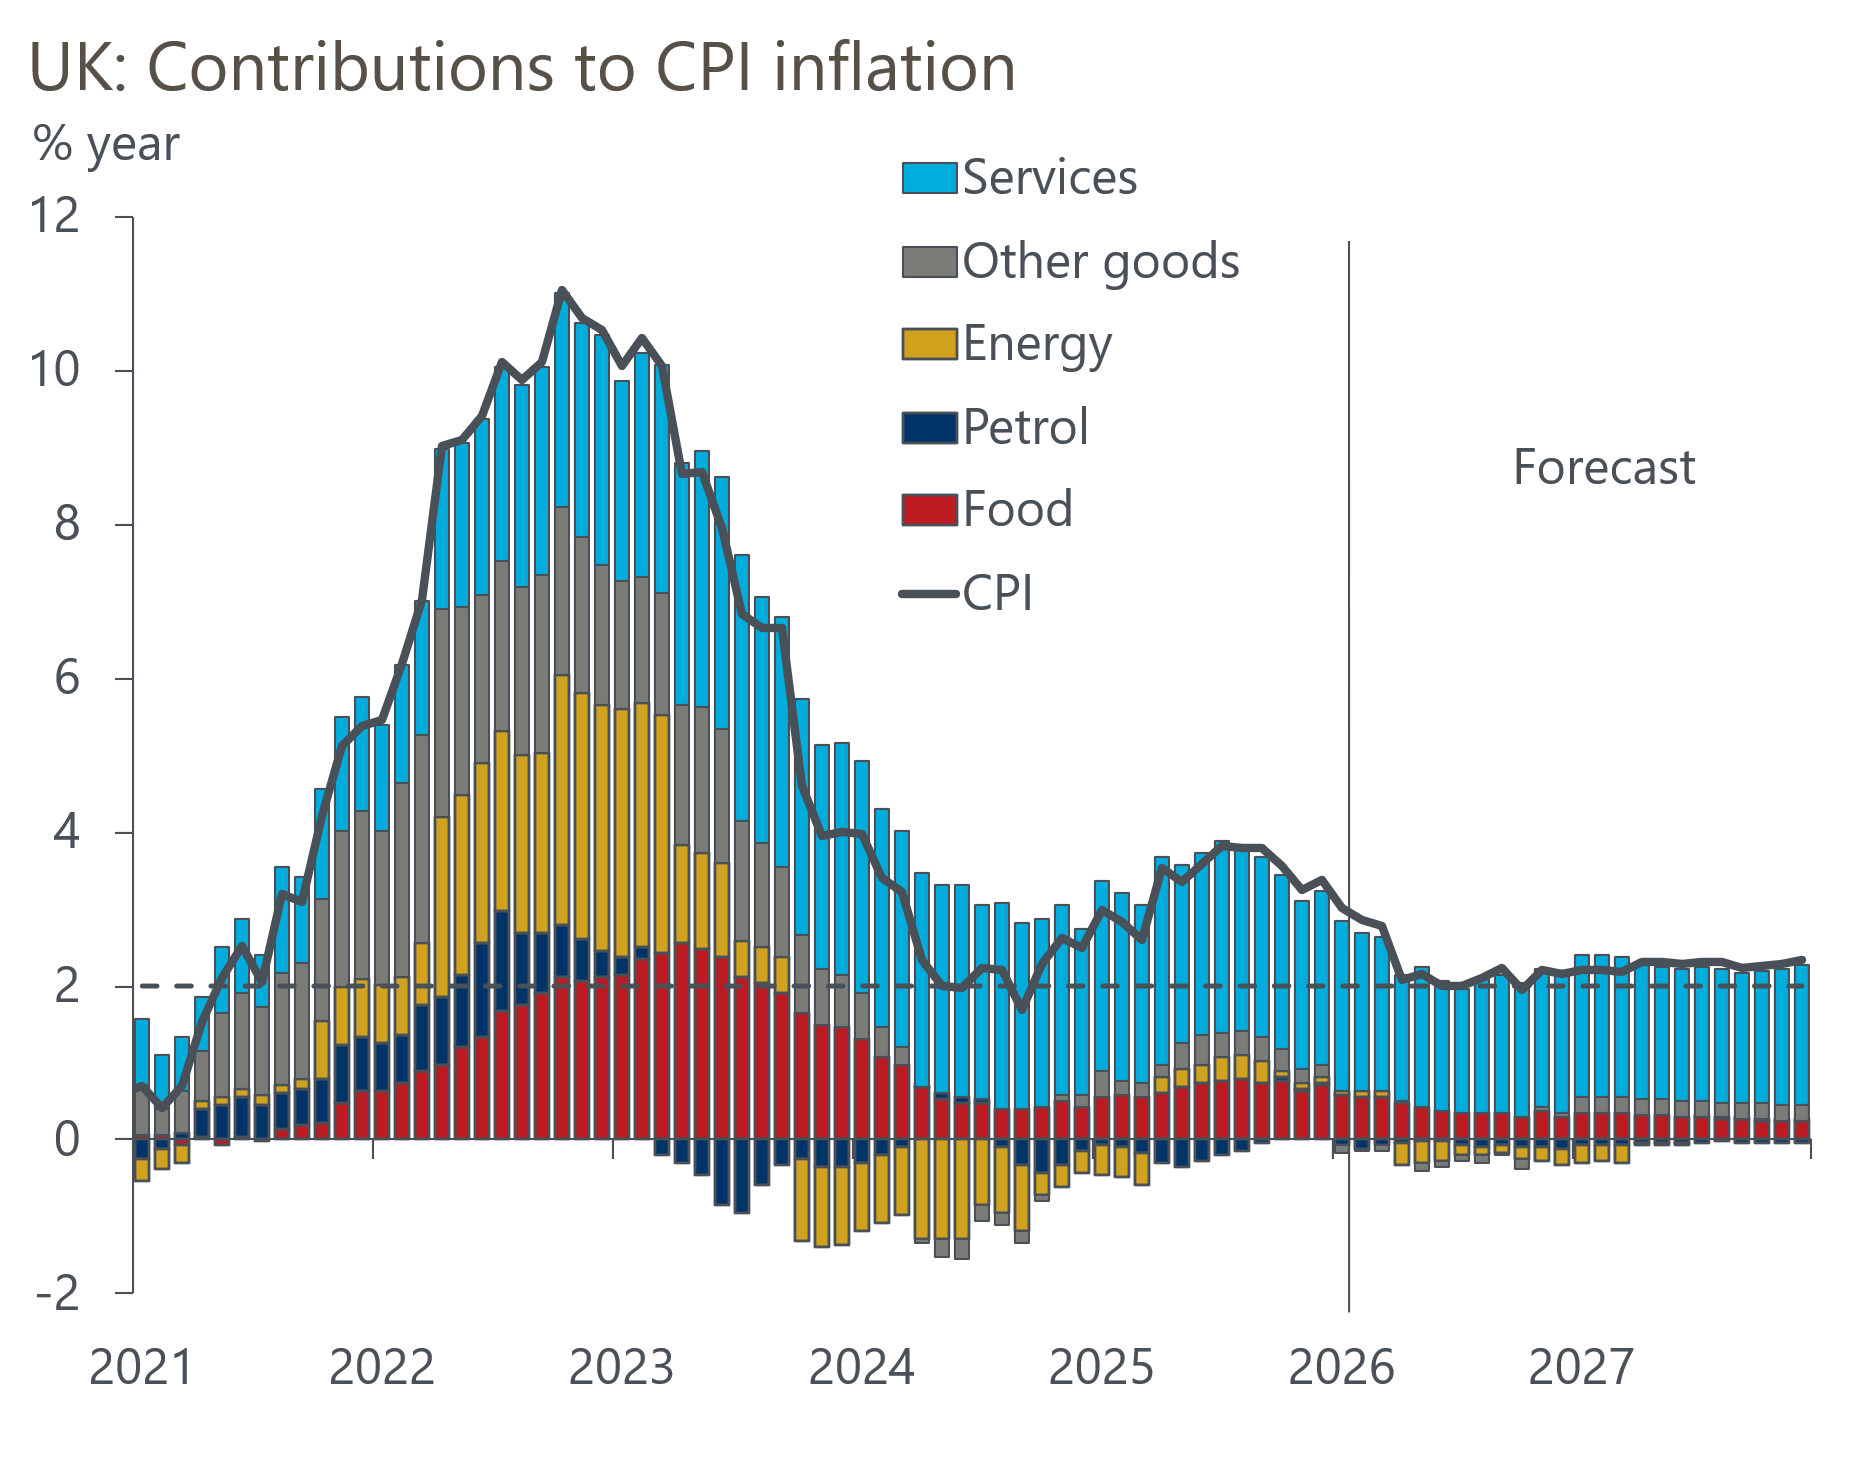 UK: Contributions to CPI inflation
% year
Services
Other goods
Energy
Petrol
Food
CPI
Forecast
12
10
8
6
4
2
0
-2
2021 2022 2023 2024 2025 2026 2027